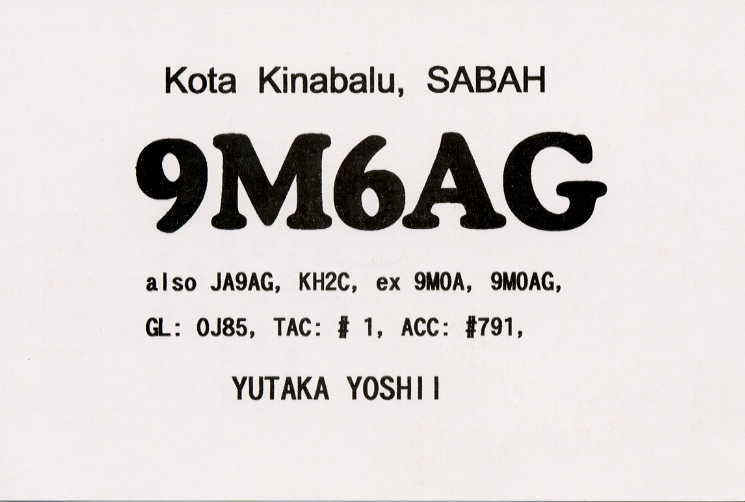 Kota Kinabalu, SABAH
9M6AG
also JA9AG, KH2C, ex 9M0A, 9M0AG,
GL: OJ85, TAC: # 1, ACC: #791,
YUTAKA YOSHII